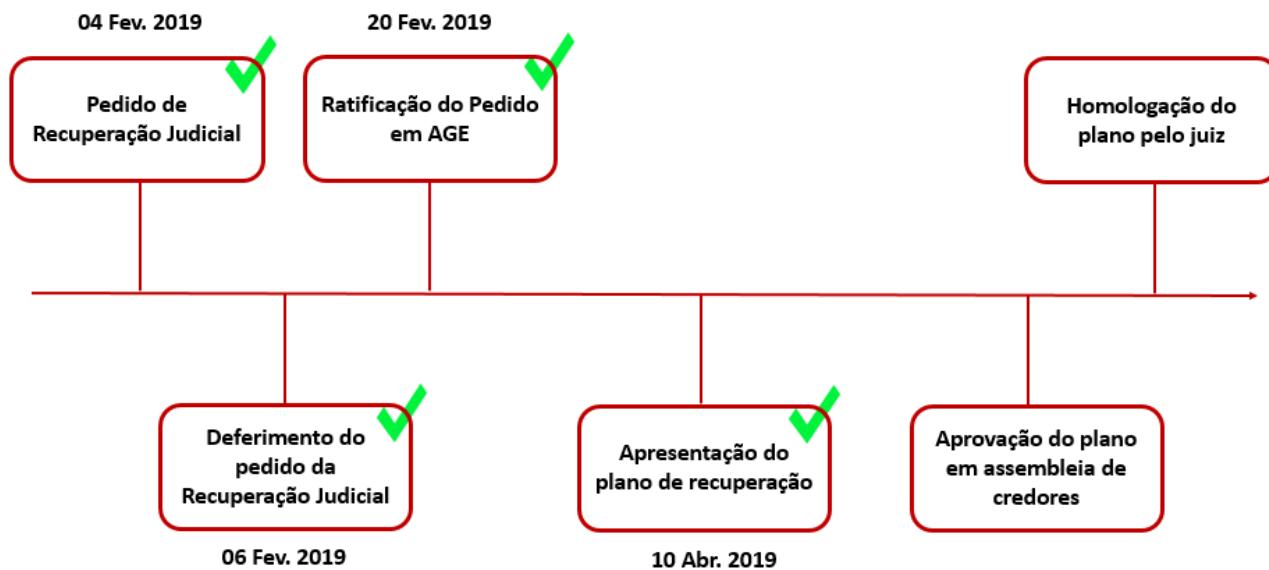 04 Fev. 2019
Pedido de
Recuperação Judicial
20 Fev. 2019
Ratificação do Pedido
em AGE
Homologação do
plano pelo juiz
Deferimento do
pedido da
Recuperação Judicial
06 Fev. 2019
Apresentação do
plano de recuperação
10 Abr. 2019
Aprovação do plano
em assembleia de
credores